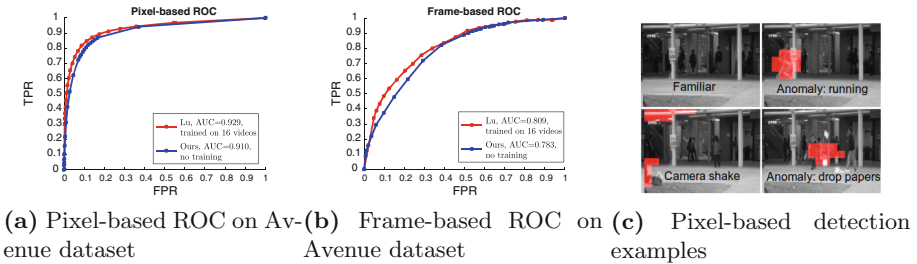 Pixel-based ROC
1
0.9
0.8
0.7
0.6
0.5
0.4
0.3
0.2
0.1
0
TPR
0 0.1 0.2 0.3 0.4 0.5 0.6 0.7 0.8 0.9 1
FPR
Lu, AUC=0.929,
trained on 16 videos
Ours, AUC=0.910,
no training
Frame-based ROC
1
0.9
0.8
0.7
0.6
0.5
0.4
0.3
0.2
0.1
0
TPR
0 0.1 0.2 0.3 0.4 0.5 0.6 0.7 0.8 0.9 1
FPR
Lu, AUC=0.809,
trained on 16 videos
Ours, AUC=0.783,
no training
Familiar
Anomaly: running
Camera shake
Anomaly: drop papers
(a) Pixel-based ROC on Av-
enue dataset
(b) Frame-based ROC on
Avenue dataset
(c) Pixel-based detection
examples